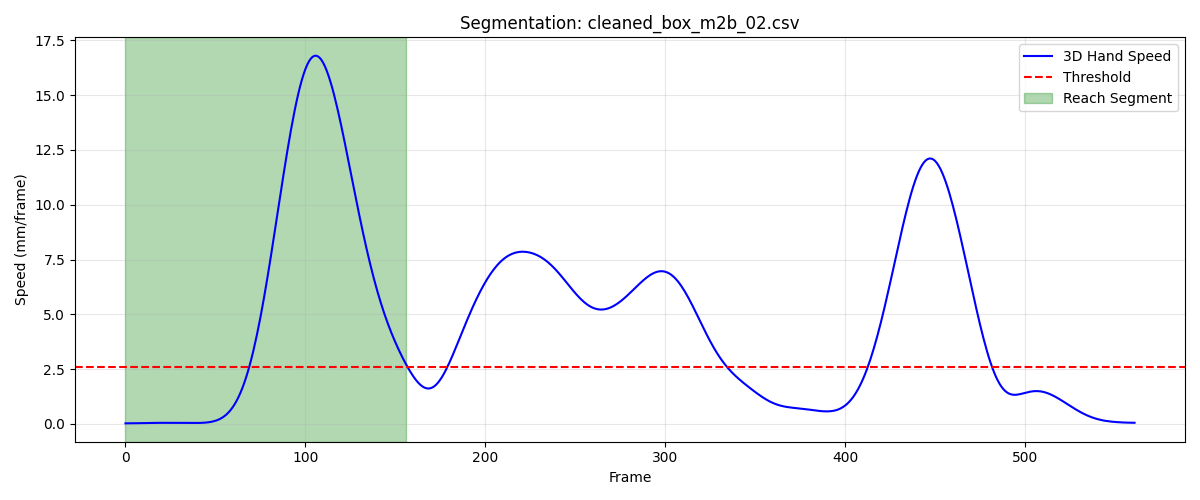 Segmentation: cleaned_box_m2b_02.csv
17.5
15.0
12.5
10.0
7.5
5.0
2.5
0.0
Speed (mm/frame)
3D Hand Speed
Threshold
Reach Segment
0 100 200 300 400 500
Frame